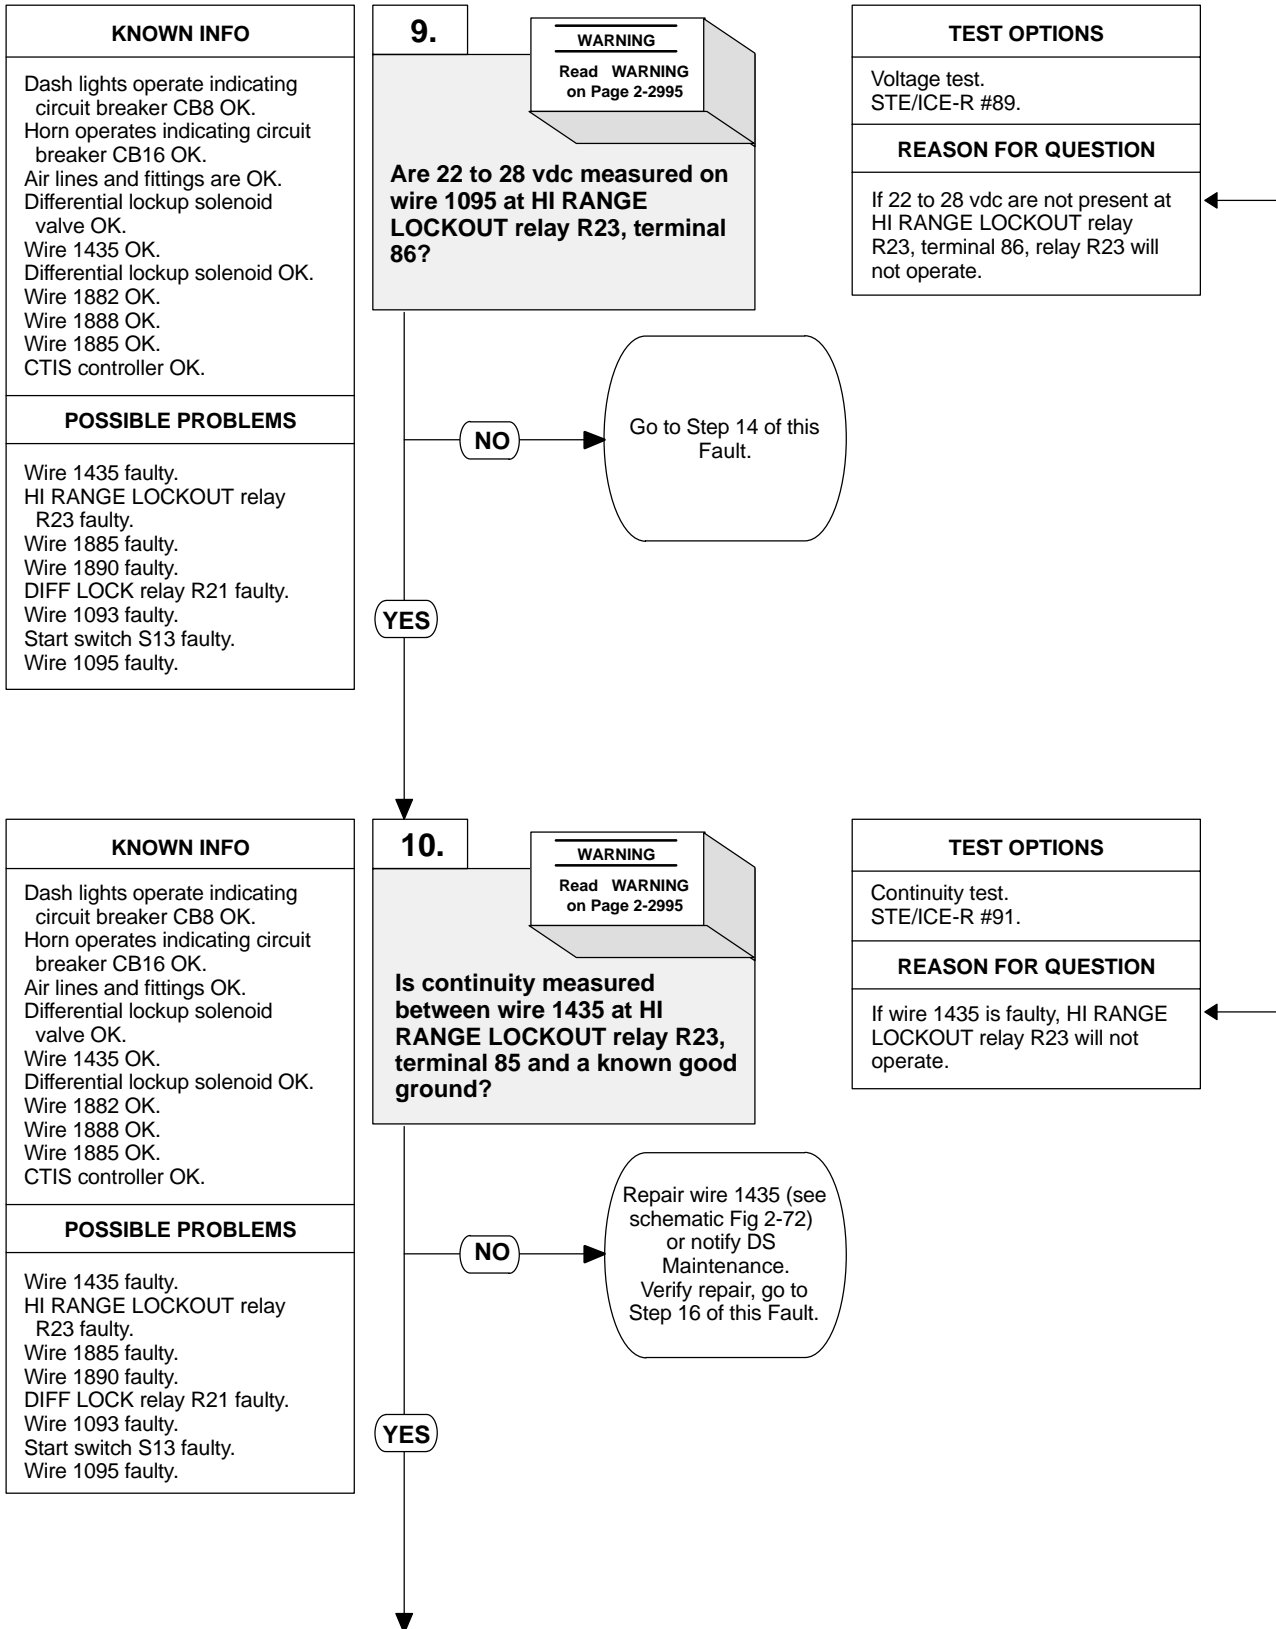 KNOWN INFO
Dash lights operate indicating
circuit breaker CB8 OK.
Horn operates indicating circuit
breaker CB16 OK.
Air lines and fittings are OK.
Differential lockup solenoid
valve OK.
Wire 1435 OK.
Differential lockup solenoid OK.
Wire 1882 OK.
Wire 1888 OK.
Wire 1885 OK.
CTIS controller OK.
POSSIBLE PROBLEMS
Wire 1435 faulty.
HI RANGE LOCKOUT relay
R23 faulty.
Wire 1885 faulty.
Wire 1890 faulty.
DIFF LOCK relay R21 faulty.
Wire 1093 faulty.
Start switch S13 faulty.
Wire 1095 faulty.
9.
WARNING
Read WARNING
on Page 2-2995
Are 22 to 28 vdc measured on
wire 1095 at HI RANGE
LOCKOUT relay R23, terminal
86?
NO
Go to Step 14 of this
Fault.
YES
TEST OPTIONS
Voltage test.
STE/ICE-R #89.
REASON FOR QUESTION
If 22 to 28 vdc are not present at
HI RANGE LOCKOUT relay
R23, terminal 86, relay R23 will
not operate.
KNOWN INFO
Dash lights operate indicating
circuit breaker CB8 OK.
Horn operates indicating circuit
breaker CB16 OK.
Air lines and fittings OK.
Differential lockup solenoid
valve OK.
Wire 1435 OK.
Differential lockup solenoid OK.
Wire 1882 OK.
Wire 1888 OK.
Wire 1885 OK.
CTIS controller OK.
POSSIBLE PROBLEMS
Wire 1435 faulty.
HI RANGE LOCKOUT relay
R23 faulty.
Wire 1885 faulty.
Wire 1890 faulty.
DIFF LOCK relay R21 faulty.
Wire 1093 faulty.
Start switch S13 faulty.
Wire 1095 faulty.
10.
WARNING
Read WARNING
on Page 2-2995
Is continuity measured
between wire 1435 at HI
RANGE LOCKOUT relay R23,
terminal 85 and a known good
ground?
NO
Repair wire 1435 (see
schematic Fig 2-72)
or notify DS
Maintenance.
Verify repair, go to
Step 16 of this Fault.
YES
TEST OPTIONS
Continuity test.
STE/ICE-R #91.
REASON FOR QUESTION
If wire 1435 is faulty, HI RANGE
LOCKOUT relay R23 will not
operate.